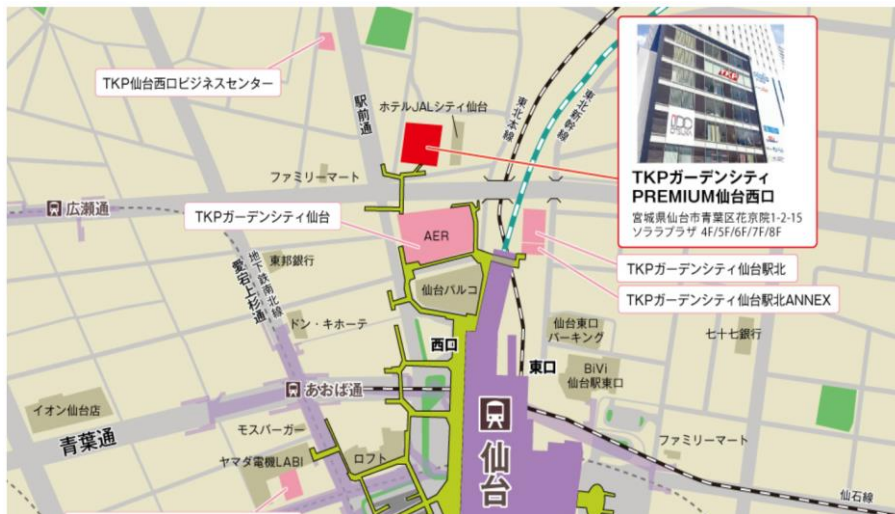 TKP仙台西口ビジネスセンター
駅前通
ホテルJALシティ仙台
東北本線
東北新幹線
TKP
IDC
OTSUKA
TKPガーデンシティ
PREMIUM仙台西口
宮城県仙台市青葉区花京院1-2-15
ソララプラザ 4F/5F/6F/7F/8F
ファミリーマート
広瀬通
TKPガーデンシティ仙台
AER
地下鉄南北線
愛宕上杉通
東邦銀行
仙台パルコ
TKPガーデンシティ仙台駅北
TKPガーデンシティ仙台駅北ANNEX
ドン・キホーテ
西口
東口
仙台東口
パーキング
七十七銀行
BiVi
仙台駅東口
あおば通
イオン仙台店
青葉通
モスバーガー
ヤマダ電機LABI
ロフト
仙台
ファミリーマート
仙石線